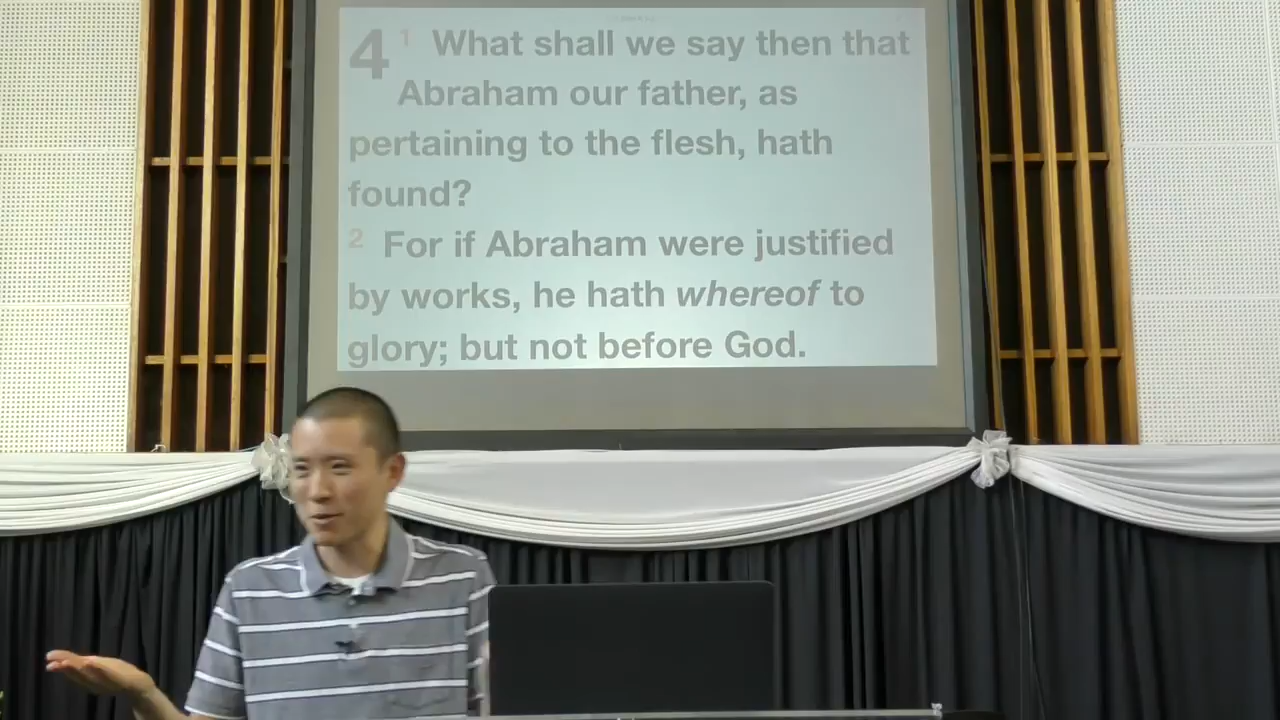 4 1 What shall we say then that
Abraham our father, as
pertaining to the flesh, hath
found?
2 For if Abraham were justified
by works, he hath whereof to
glory; but not before God.